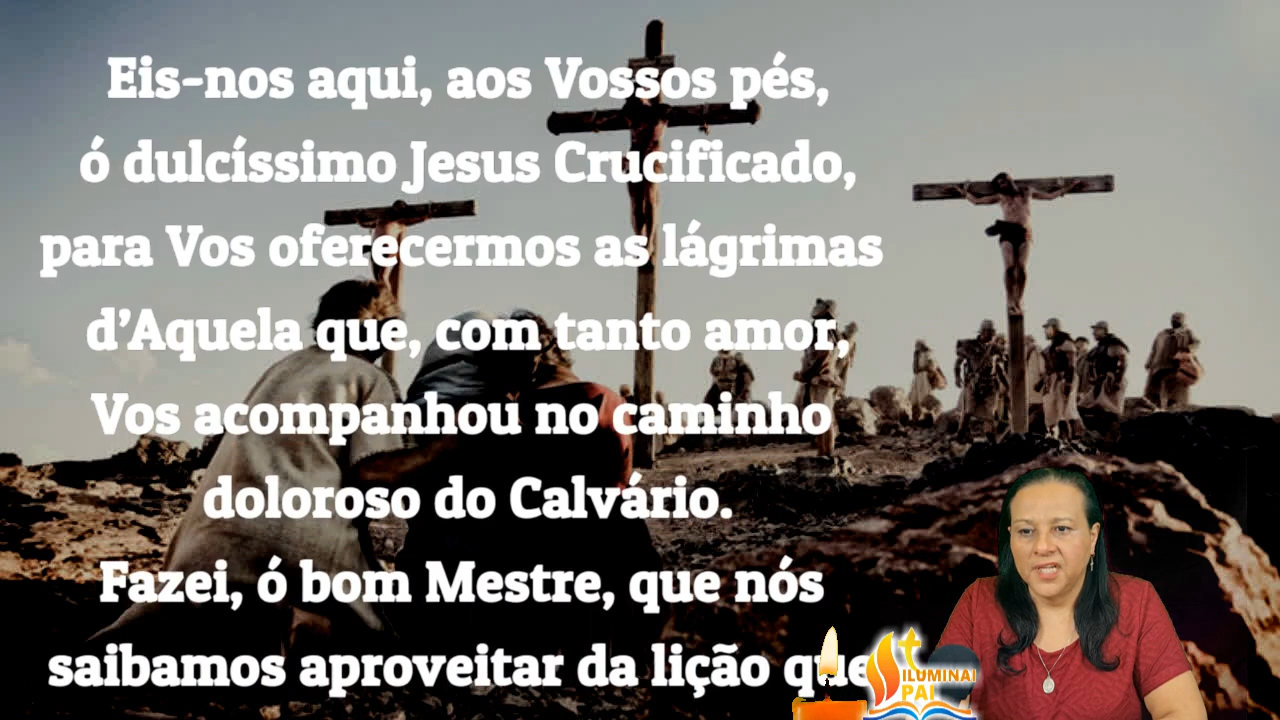 Eis-nos aqui, aos Vossos pés,
ó dulcíssimo Jesus Crucificado,
para Vos oferecermos as lágrimas
d’Aquela que, com tanto amor,
Vos acompanhou no caminho
doloroso do Calvário.
Fazei, ó bom Mestre, que nós
saibamos aproveitar da lição que
ILUMINAI
PAI